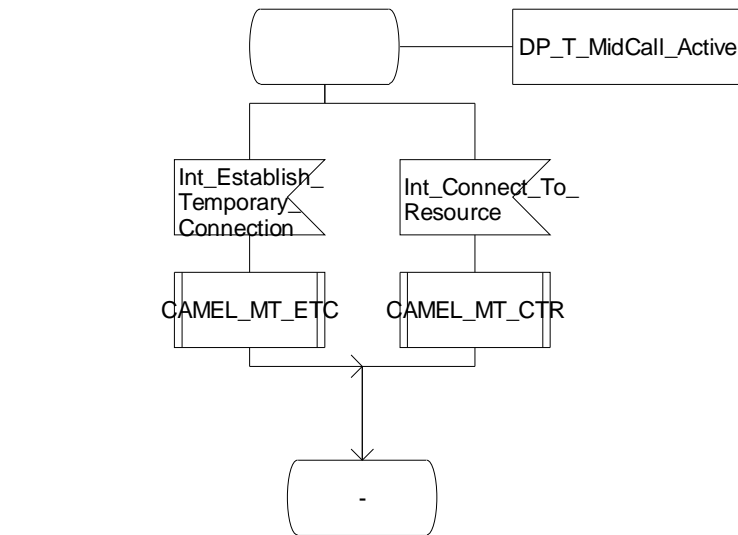 DP_T_MidCall_Active
Int_Establish_
Temporary_
Connection
Int_Connect_To_
Resource
CAMEL_MT_ETC
CAMEL_MT_CTR
-